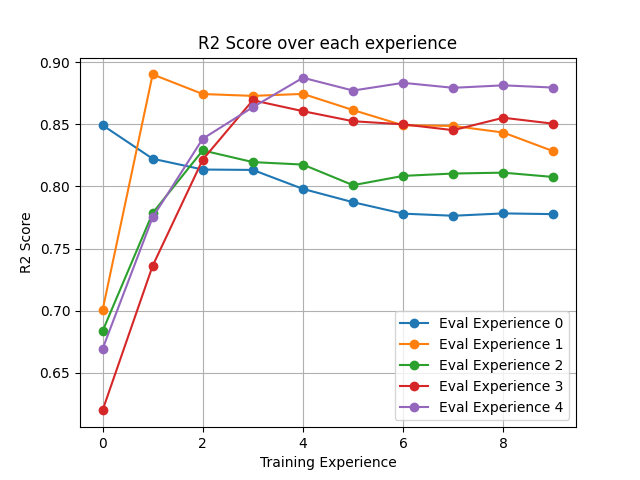 R2 Score over each experience
R2 Score
0.90
0.85
0.80
0.75
0.70
0.65
0 2 4 6 8
Training Experience
Eval Experience 0
Eval Experience 1
Eval Experience 2
Eval Experience 3
Eval Experience 4